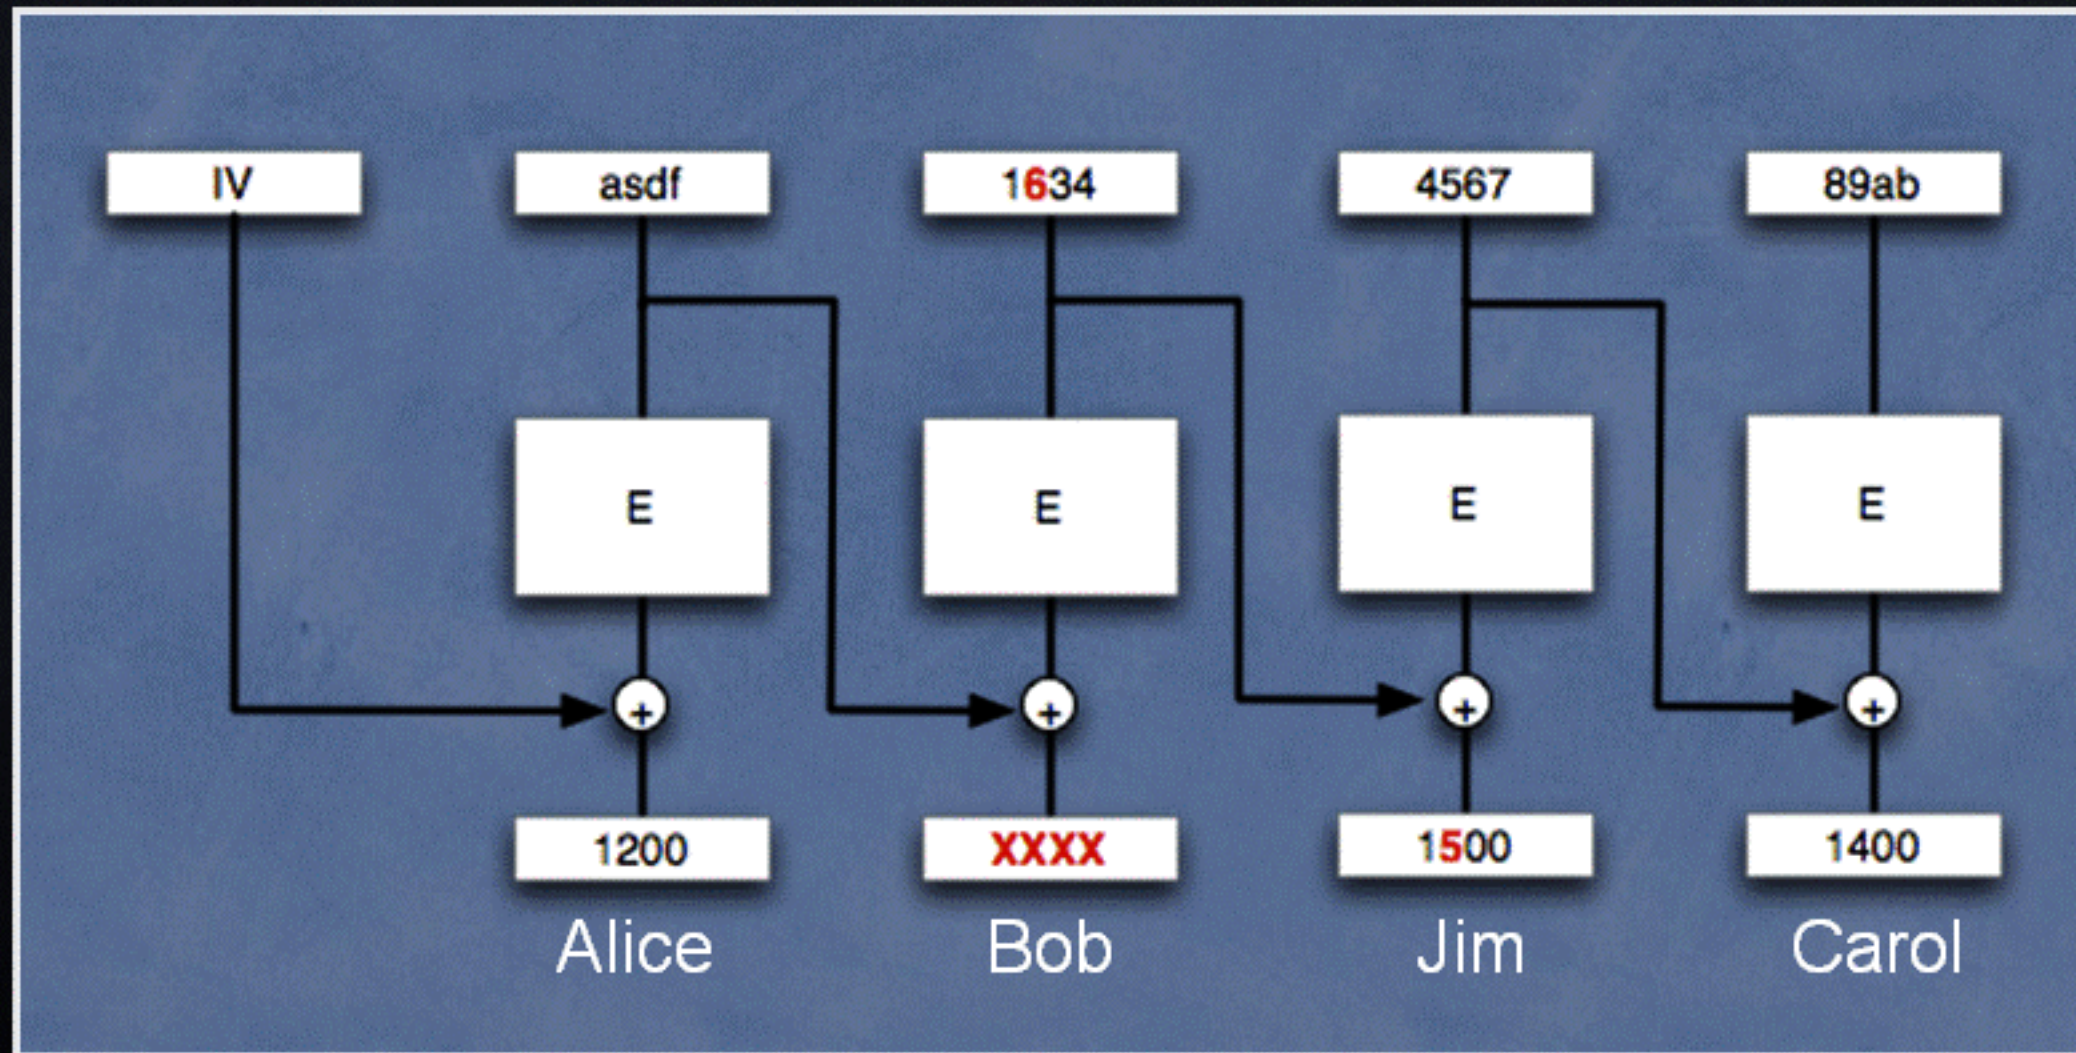 IV asdf 1634 4567 89ab
E E E E
+ + + +
1200 XXXX 1500 1400
Alice Bob Jim Carol